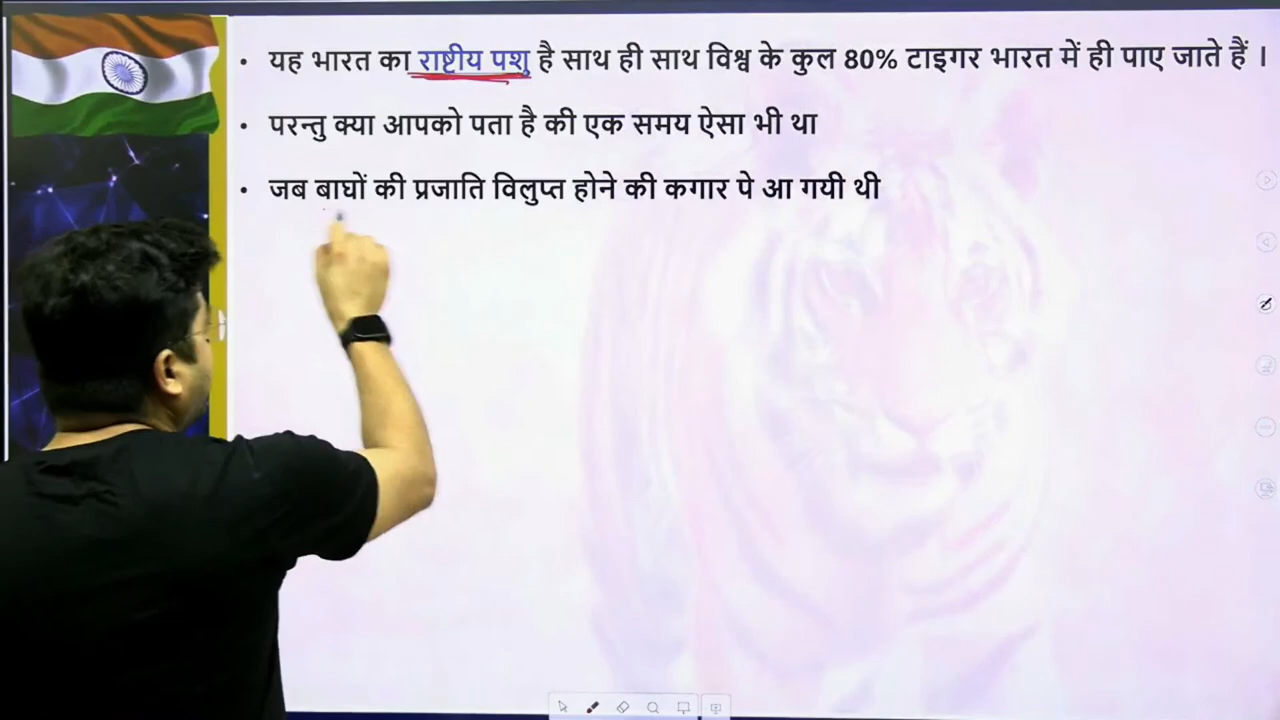 • यह भारत का राष्ट्रीय पशु है साथ ही साथ विश्व के कुल 80% टाइगर भारत में ही पाए जाते हैं ।
• परन्तु क्या आपको पता है की एक समय ऐसा भी था
• जब बाघों की प्रजाति विलुप्त होने की कगार पे आ गयी थी